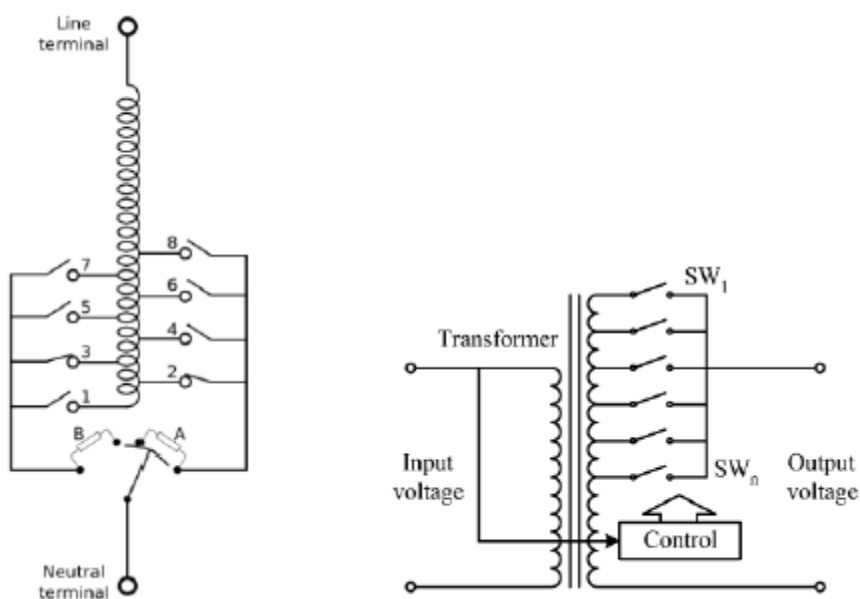 Line
terminal
8
7
6
5
4
3
2
1
B
A
Neutral
terminal
SW1
Transformer
Input
voltage
SWn
Output
voltage
Control